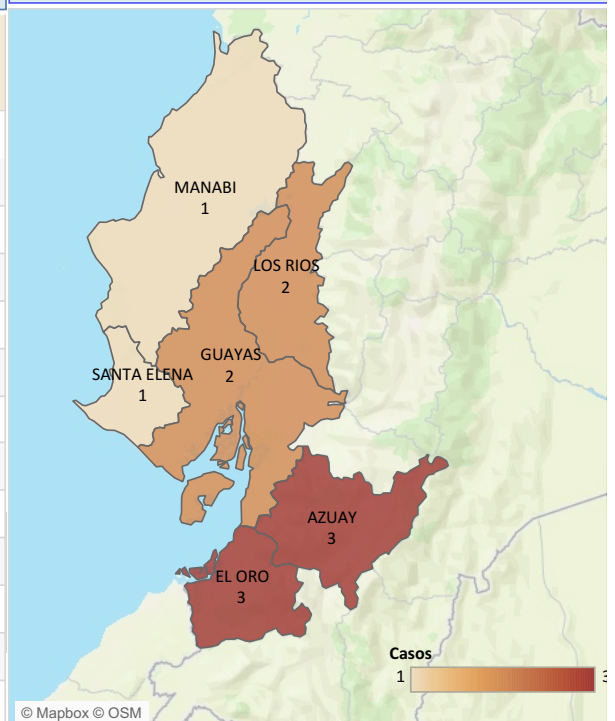 MANABI
1
LOS RIOS
2
GUAYAS
2
SANTA ELENA
1
AZUAY
3
EL ORO
3
Casos
1 3
© Mapbox © OSM